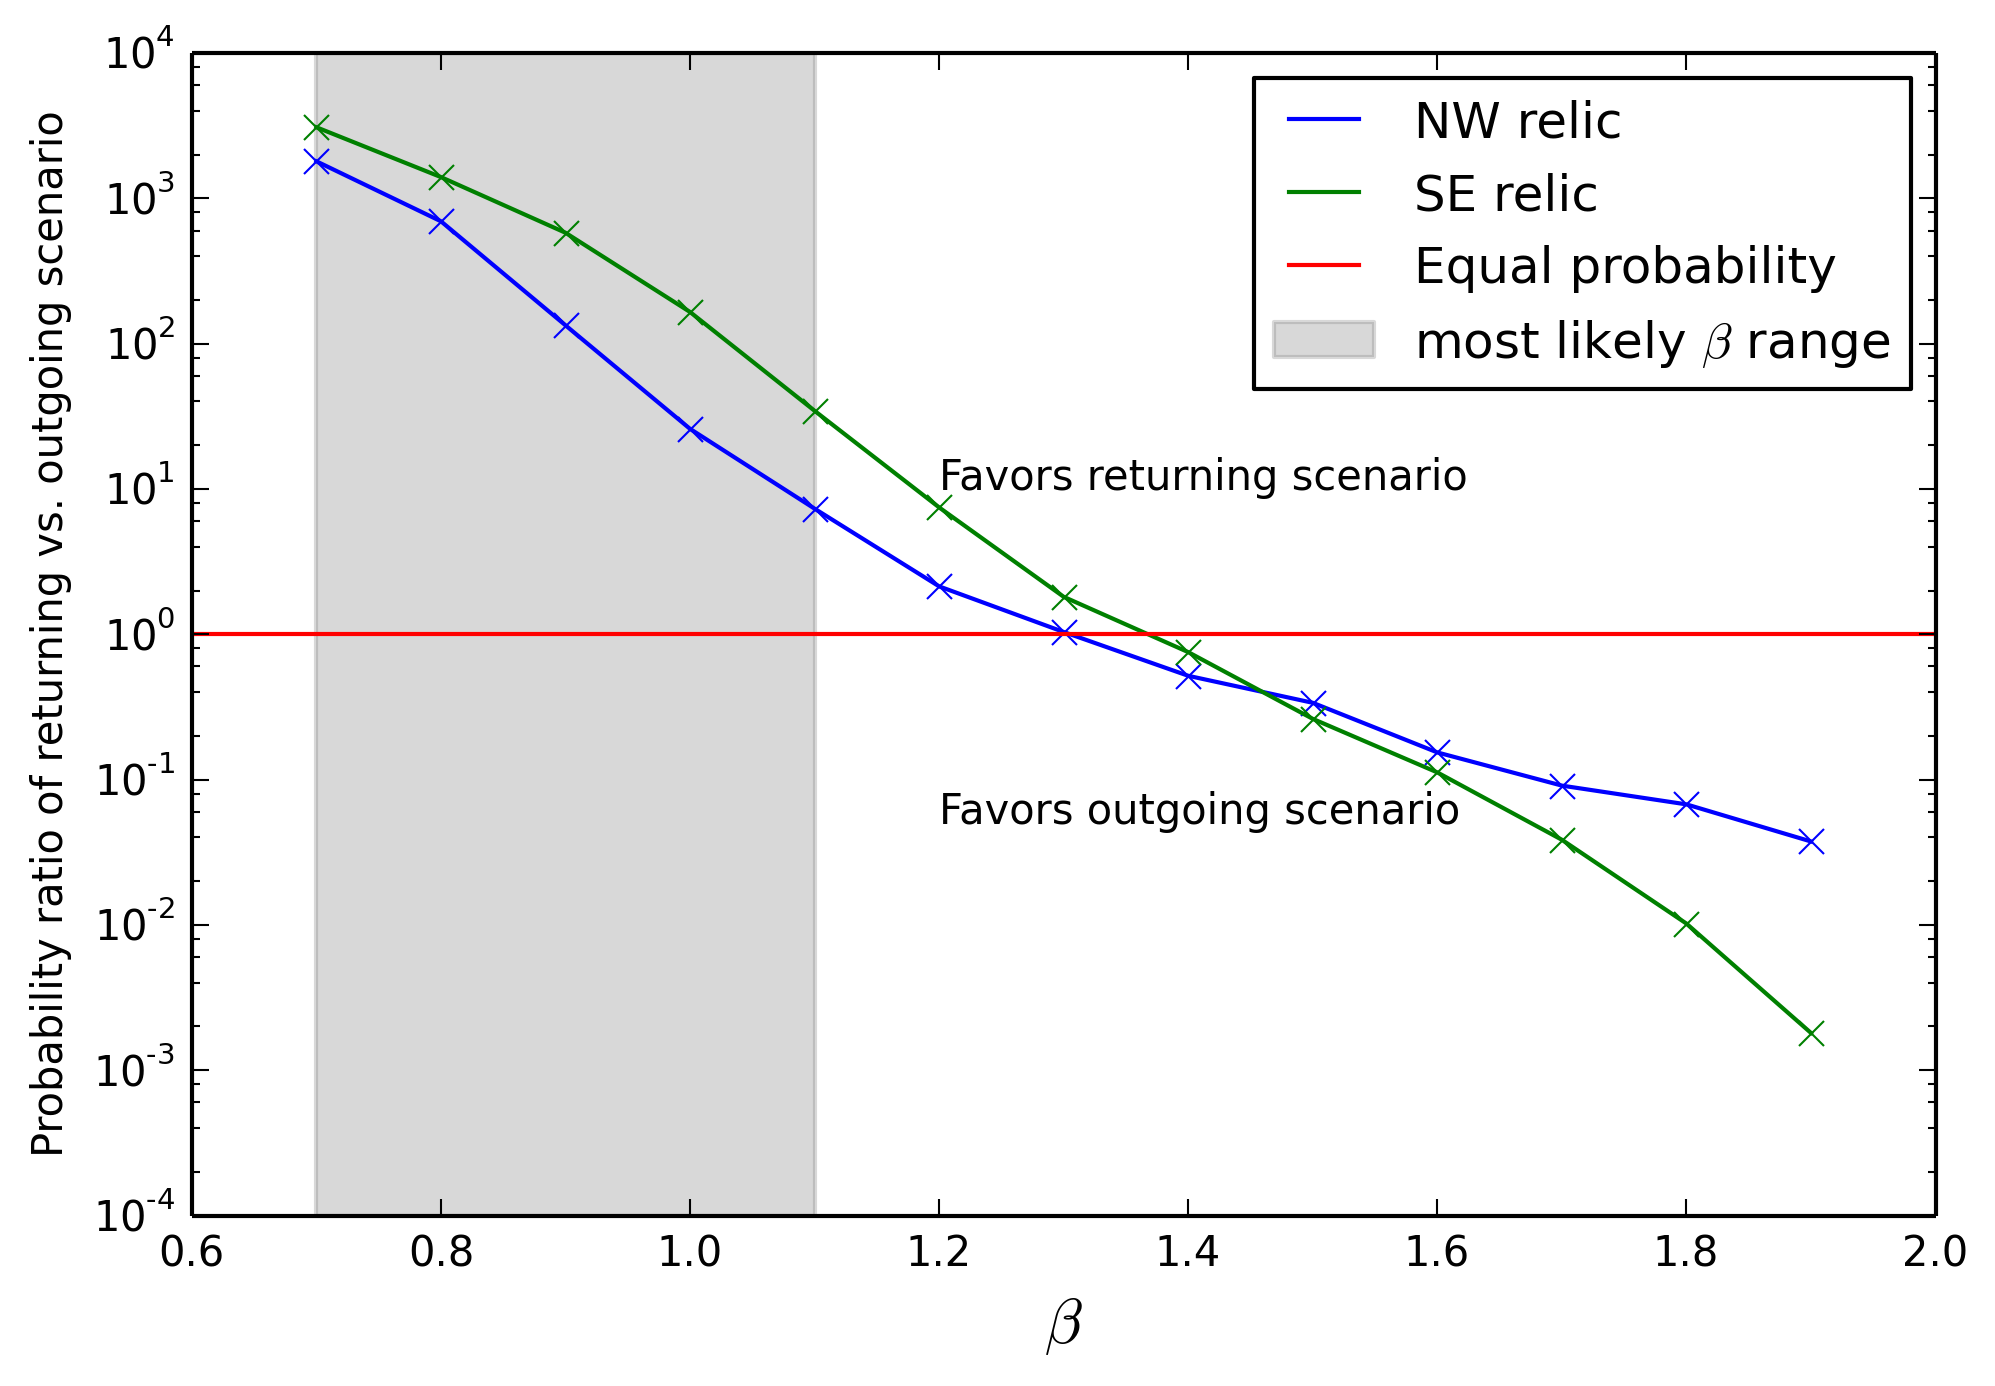 Probability ratio of returning vs. outgoing scenario
10^4
10^3
10^2
10^1
10^0
10^-1
10^-2
10^-3
10^-4
NW relic
SE relic
Equal probability
most likely β range
Favors returning scenario
Favors outgoing scenario
0.6 0.8 1.0 1.2 1.4 1.6 1.8 2.0
β